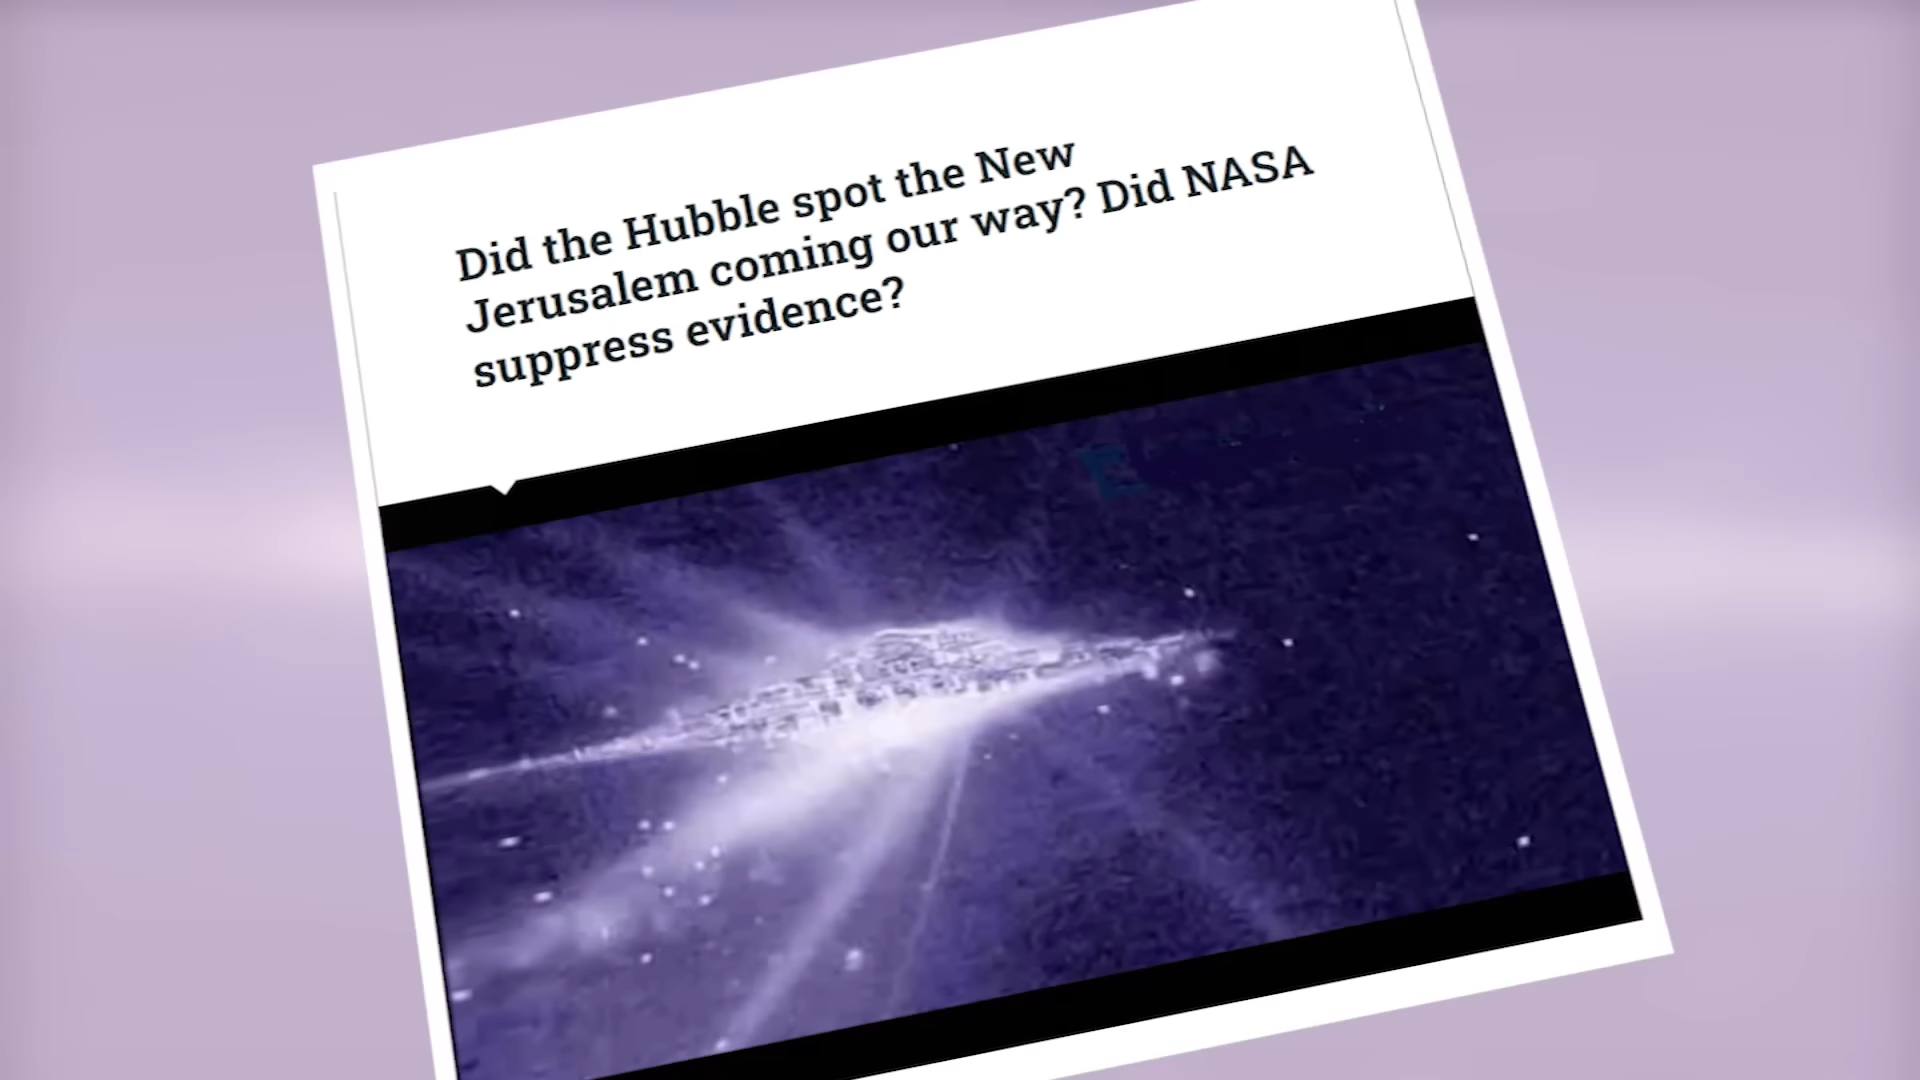 Did the Hubble spot the New
Jerusalem coming our way? Did NASA
suppress evidence?